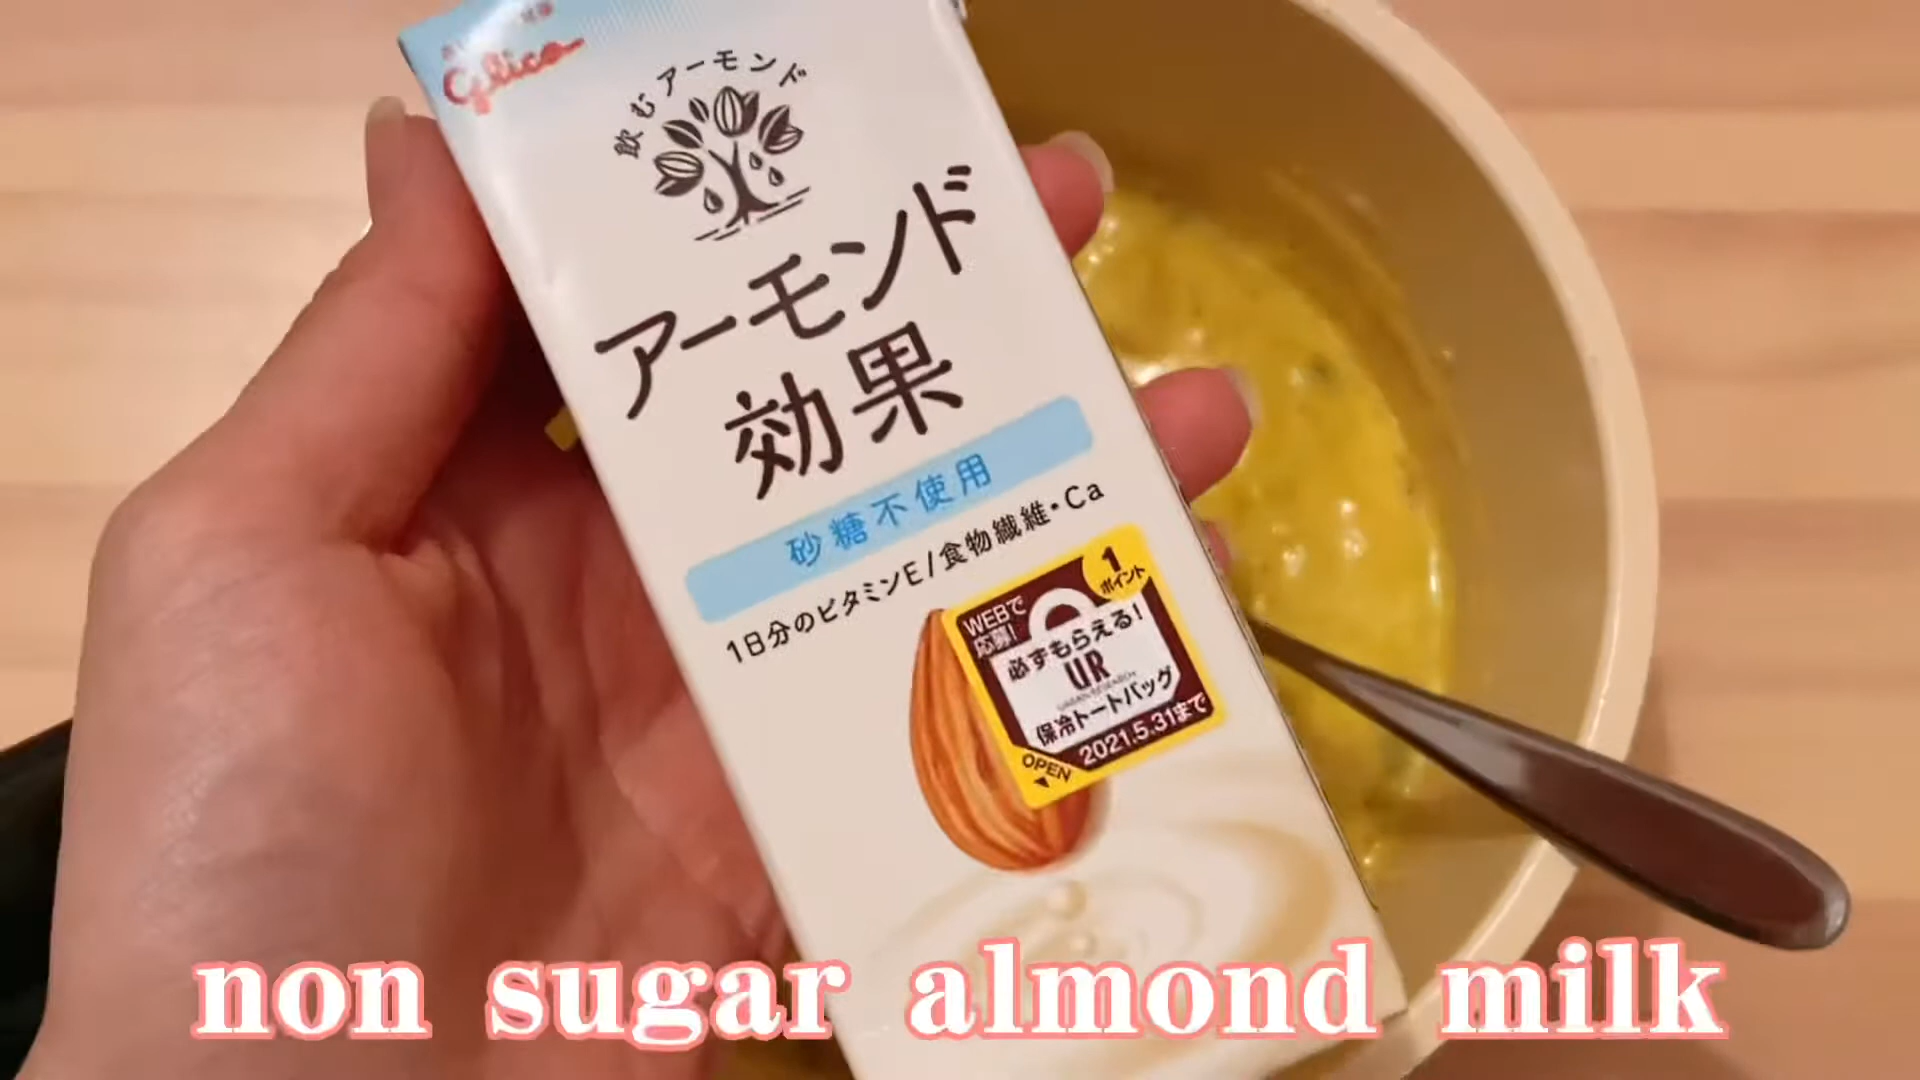 Glico
飲むアーモンド
アーモンド
効果
砂糖不使用
1日分のビタミンE/食物繊維・Ca
1
ポイント
WEBで
応募!
必ずもらえる!
UR
URBAN RESEARCH
保冷トートバッグ
2021.5.31まで
OPEN
non sugar almond milk